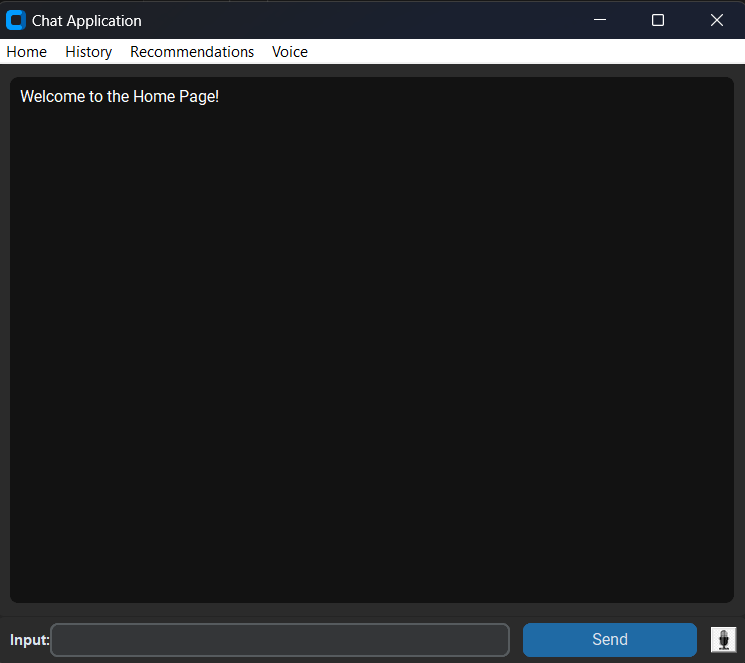 Chat Application
Home History Recommendations Voice
Welcome to the Home Page!
Input: Send